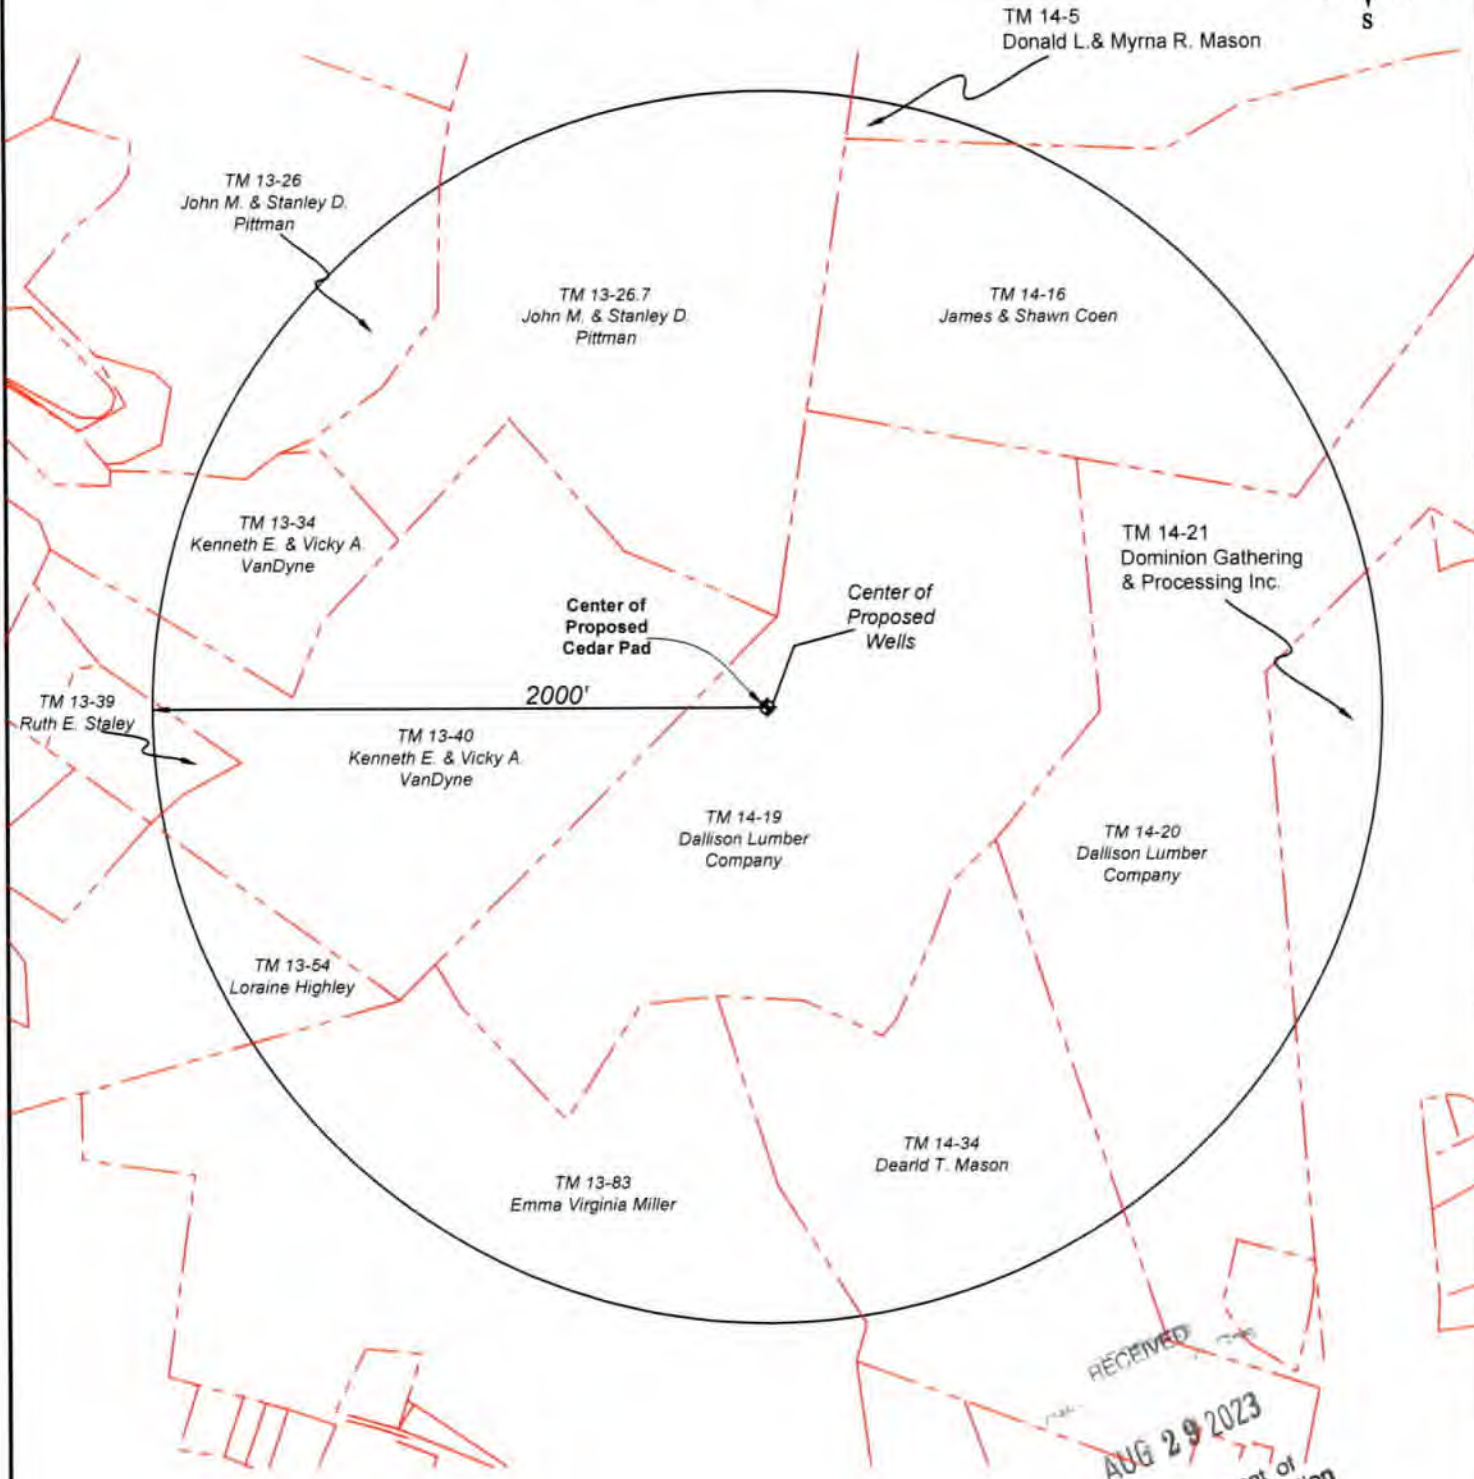 S
TM 14-5
Donald L.& Myrna R. Mason
TM 13-26
John M. & Stanley D.
Pittman
TM 13-26.7
John M. & Stanley D.
Pittman
TM 14-16
James & Shawn Coen
TM 13-34
Kenneth E. & Vicky A.
VanDyne
TM 14-21
Dominion Gathering
& Processing Inc.
Center of
Proposed
Cedar Pad
Center of
Proposed
Wells
2000'
TM 13-39
Ruth E. Staley
TM 13-40
Kenneth E. & Vicky A.
VanDyne
TM 14-19
Dallison Lumber
Company
TM 14-20
Dallison Lumber
Company
TM 13-54
Loraine Highley
TM 14-34
Dearld T. Mason
TM 13-83
Emma Virginia Miller
RECEIVED
AUG 29 2023
of